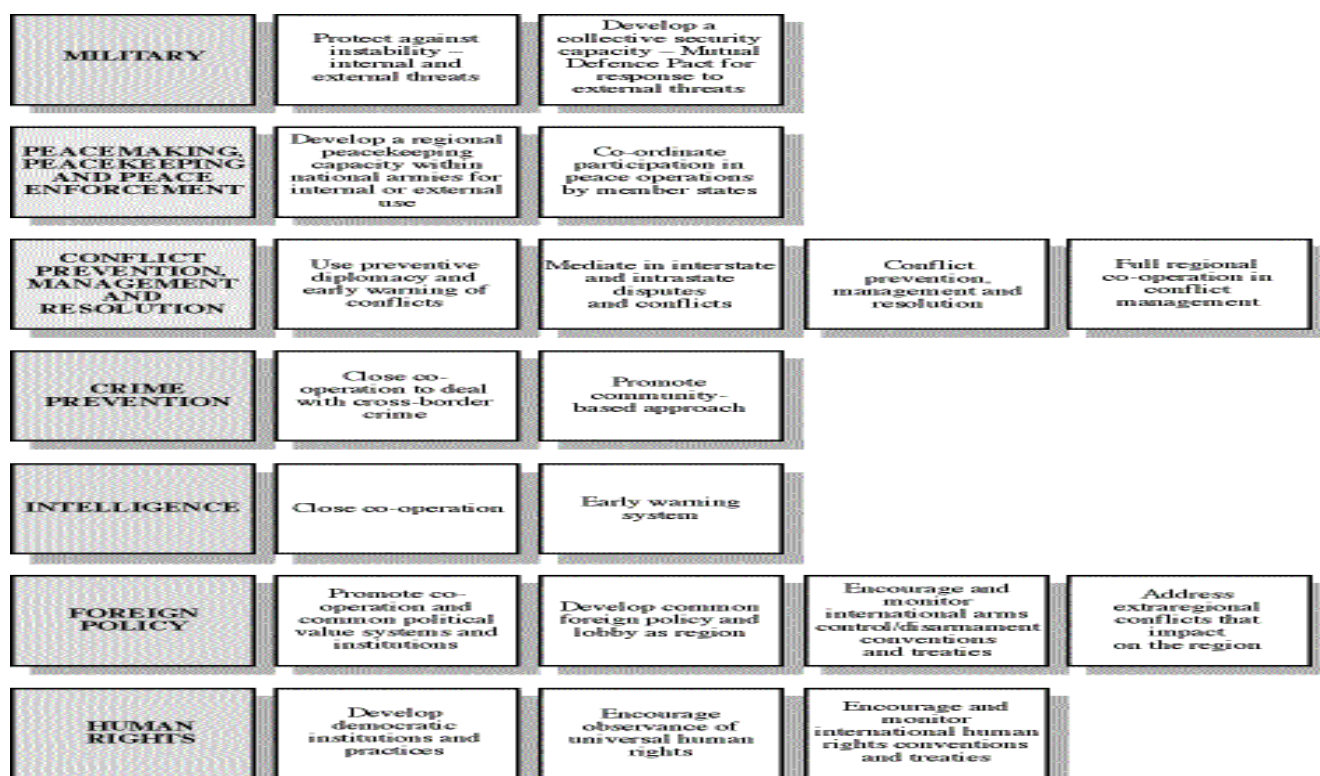 MILITARY
Protect against
instability –
internal and
external threats
Develop a
collective security
capacity – Mutual
Defence Pact for
response to
external threats
PEACEMAKING,
PEACEKEEPING
AND PEACE
ENFORCEMENT
Develop a regional
peacekeeping
capacity within
national armies for
internal or external
use
Co-ordinate
participation in
peace operations
by member states
CONFLICT
PREVENTION,
MANAGEMENT
AND
RESOLUTION
Use preventive
diplomacy and
early warning of
conflicts
Mediate in interstate
and intrastate
disputes
and conflicts
Conflict
prevention,
management and
resolution
Full regional
co-operation in
conflict
management
CRIME
PREVENTION
Close co-
operation to deal
with cross-border
crime
Promote
community-
based approach
INTELLIGENCE
Close co-operation
Early warning
system
FOREIGN
POLICY
Promote co-
operation and
common political
value systems and
institutions
Develop common
foreign policy and
lobby as region
Encourage and
monitor
international arms
control/disarmament
conventions
and treaties
Address
extraregional
conflicts that
impact
on the region
HUMAN
RIGHTS
Develop
democratic
institutions and
practices
Encourage
observance of
universal human
rights
Encourage and
monitor
international human
rights conventions
and treaties